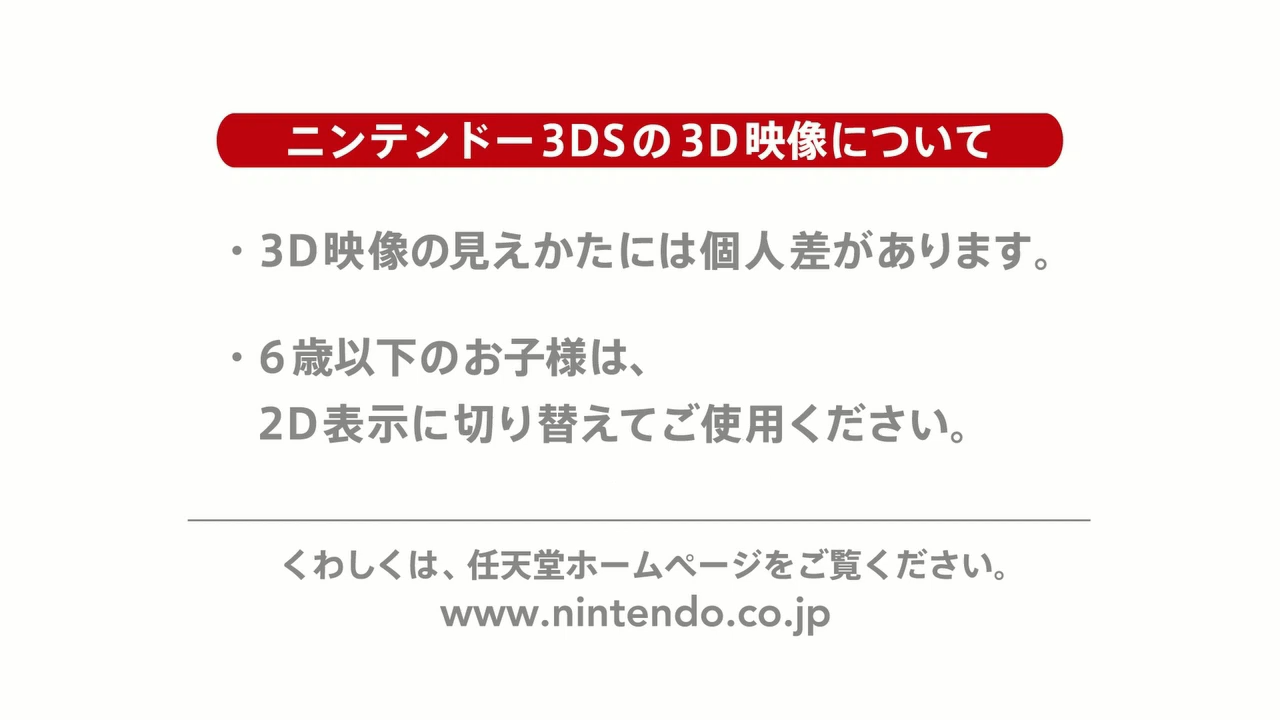 ニンテンドー3DSの3D映像について
・3D映像の見えかたには個人差があります。
・6歳以下のお子様は、
2D表示に切り替えてご使用ください。
くわしくは、任天堂ホームページをご覧ください。
www.nintendo.co.jp